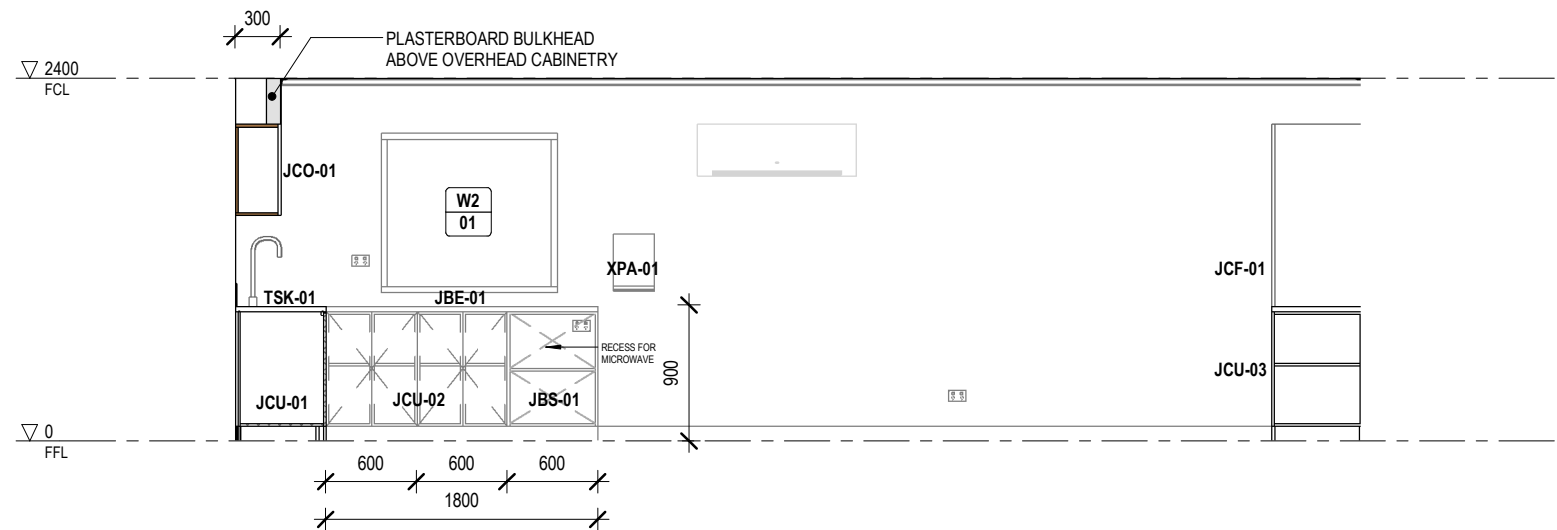 300
PLASTERBOARD BULKHEAD
ABOVE OVERHEAD CABINETRY
2400
FCL
JCO-01
W2
01
XPA-01
JCF-01
TSK-01
JBE-01
RECESS FOR
MICROWAVE
900
JCU-03
JCU-01
JCU-02
JBS-01
0
FFL
600
600
600
1800